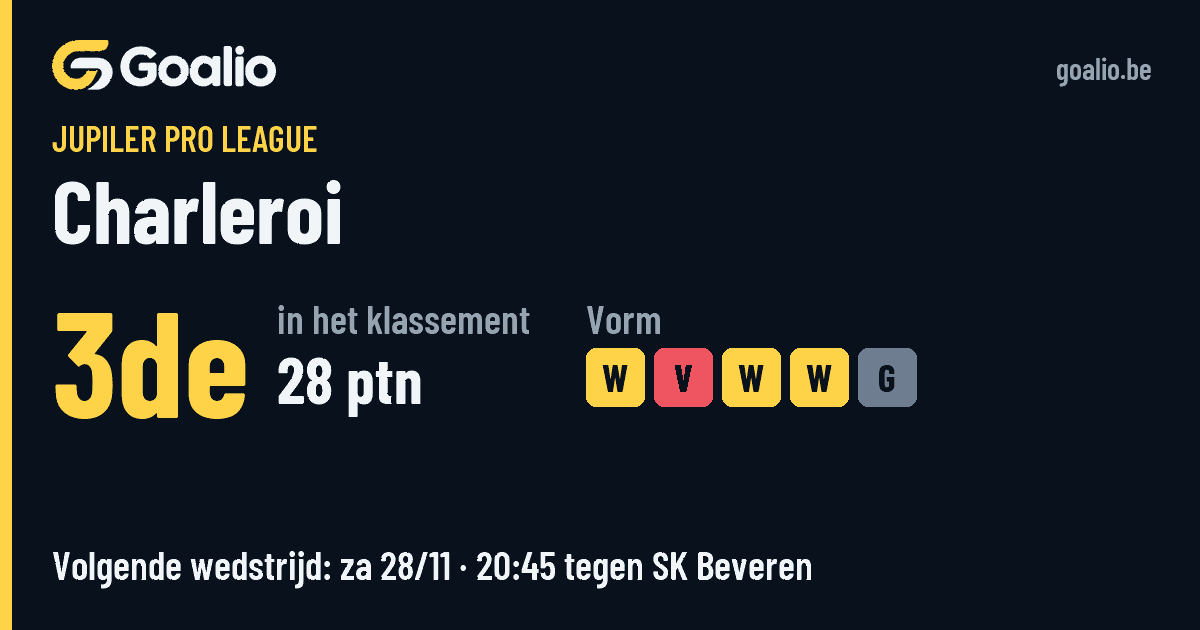 Goalio
goalio.be
JUPILER PRO LEAGUE
Charleroi
3de
in het klassement
28 ptn
Vorm
W V W W G
Volgende wedstrijd: za 28/11 · 20:45 tegen SK Beveren